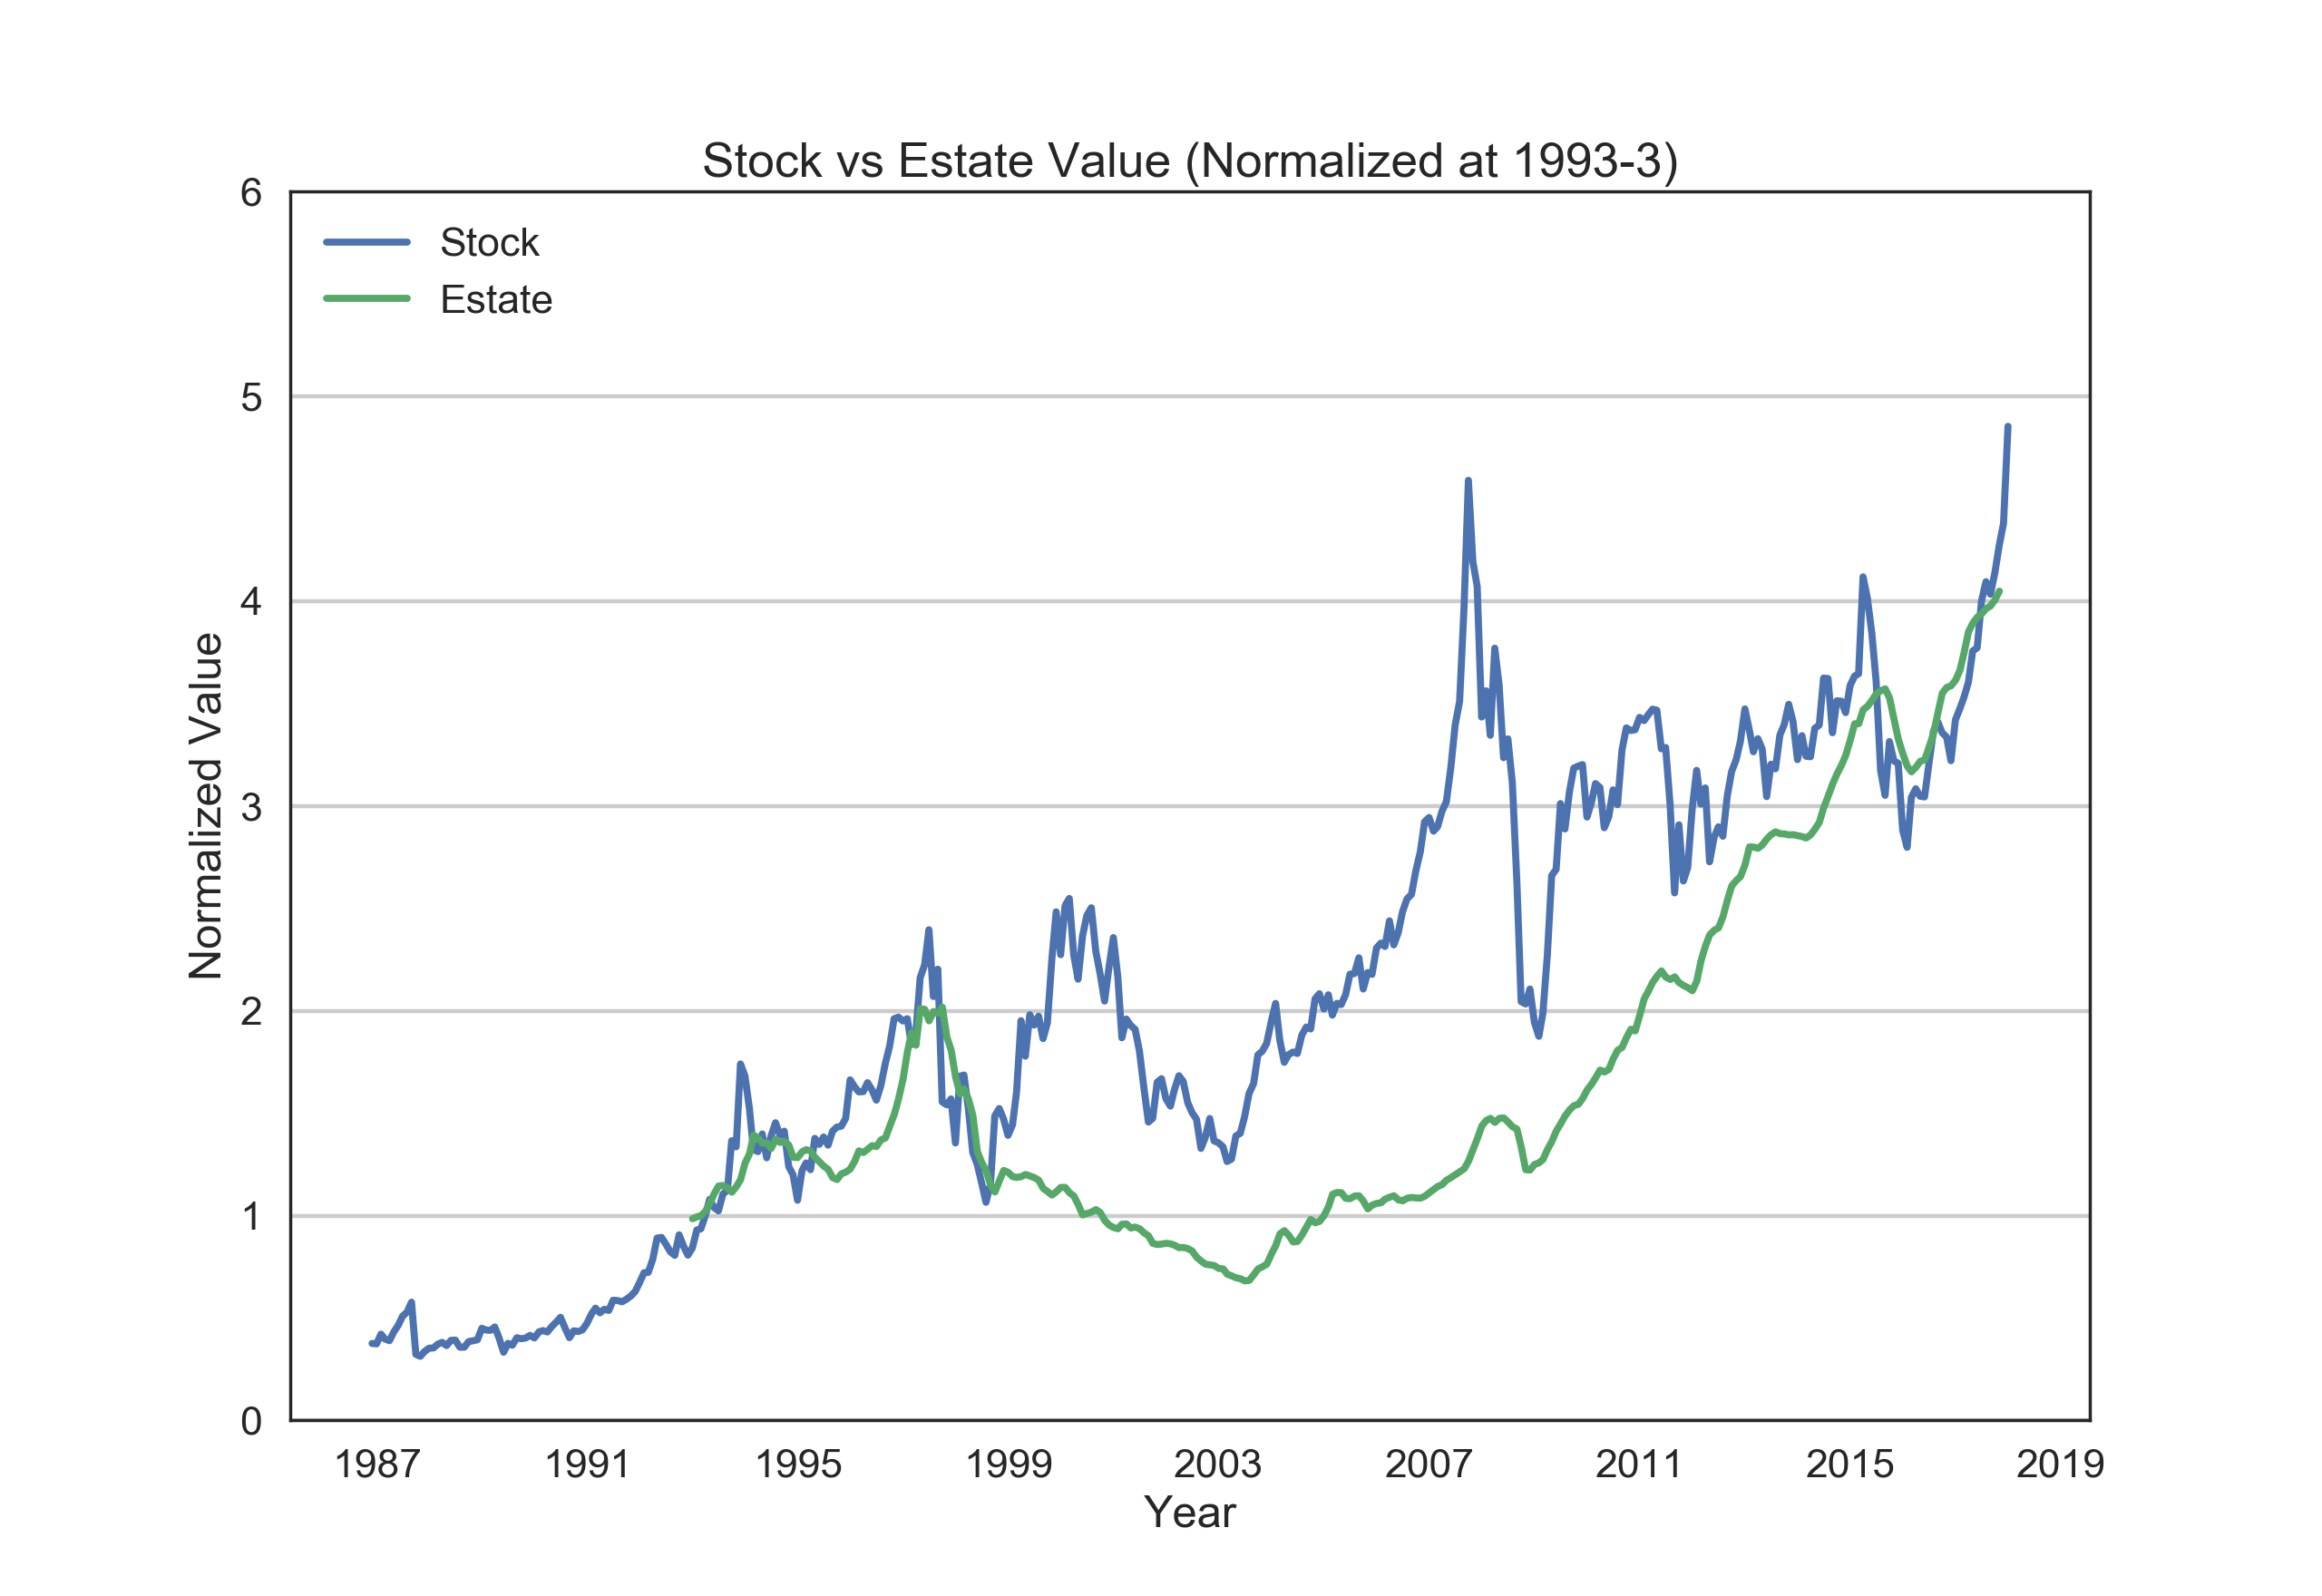 Stock vs Estate Value (Normalized at 1993-3)
6
5
4
3
2
1
0
Stock
Estate
Normalized Value
1987 1991 1995 1999 2003 2007 2011 2015 2019
Year